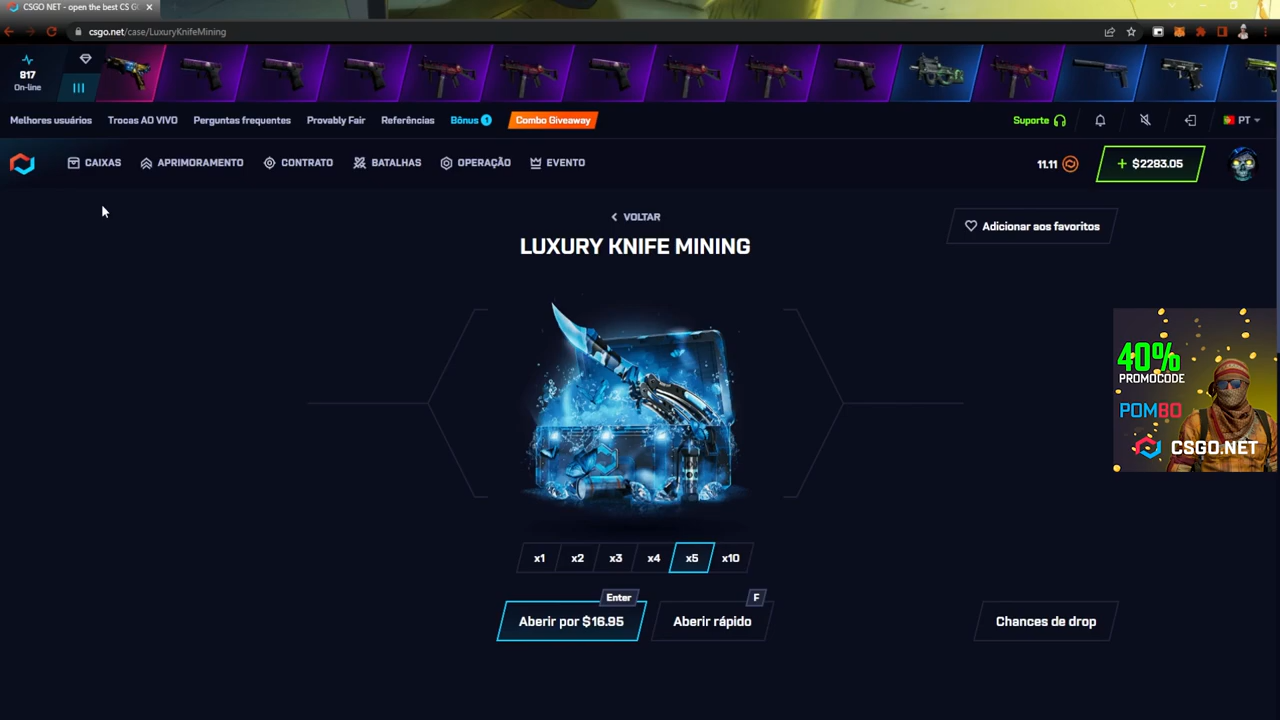 CSGO NET - open the best CS G
csgo.net/case/LuxuryKnifeMining
817
On-line
Melhores usuários
Trocas AO VIVO
Perguntas frequentes
Provably Fair
Referências
Bônus 1
Combo Giveaway
Suporte
PT
CAIXAS
APRIMORAMENTO
CONTRATO
BATALHAS
OPERAÇÃO
EVENTO
11.11
+ $2283.05
VOLTAR
LUXURY KNIFE MINING
Adicionar aos favoritos
40%
PROMOCODE
POM80
CSGO.NET
x1
x2
x3
x4
x5
x10
Enter
Aberir por $16.95
F
Aberir rápido
Chances de drop